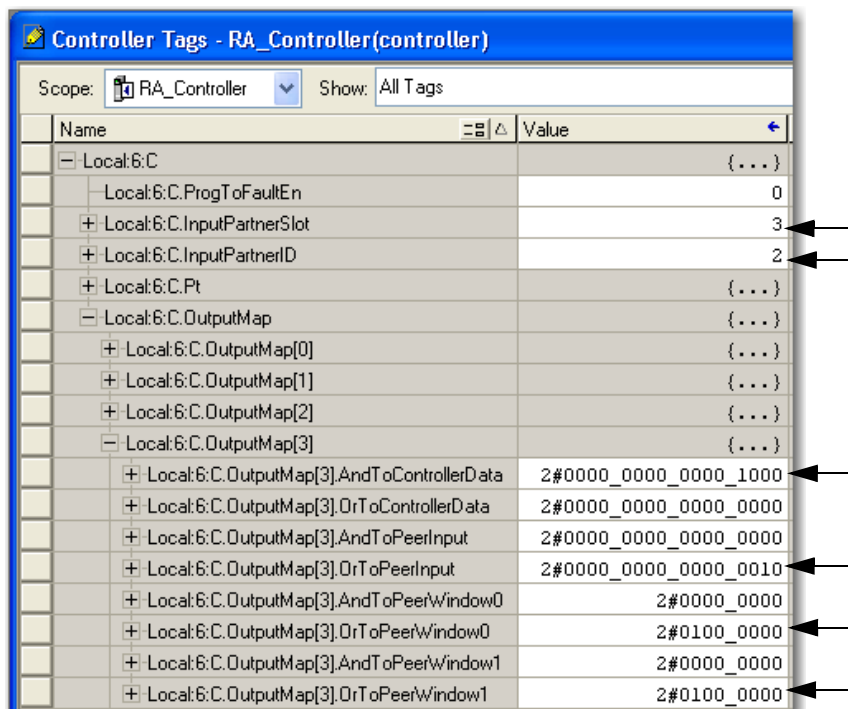 Controller Tags - RA_Controller(controller)
Scope: RA_Controller Show: All Tags
Name Value
Local:6:C {...}
Local:6:C.ProgToFaultEn 0
Local:6:C.InputPartnerSlot 3
Local:6:C.InputPartnerID 2
Local:6:C.Pt {...}
Local:6:C.OutputMap {...}
Local:6:C.OutputMap[0] {...}
Local:6:C.OutputMap[1] {...}
Local:6:C.OutputMap[2] {...}
Local:6:C.OutputMap[3] {...}
Local:6:C.OutputMap[3].AndToControllerData 2#0000_0000_0000_1000
Local:6:C.OutputMap[3].OrToControllerData 2#0000_0000_0000_0000
Local:6:C.OutputMap[3].AndToPeerInput 2#0000_0000_0000_0000
Local:6:C.OutputMap[3].OrToPeerInput 2#0000_0000_0000_0010
Local:6:C.OutputMap[3].AndToPeerWindow0 2#0000_0000
Local:6:C.OutputMap[3].OrToPeerWindow0 2#0100_0000
Local:6:C.OutputMap[3].AndToPeerWindow1 2#0000_0000
Local:6:C.OutputMap[3].OrToPeerWindow1 2#0100_0000